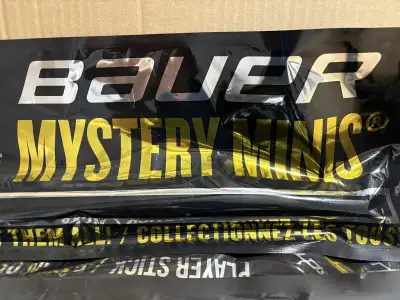 BAUER
MYSTERY MINIS®
THEM ALL! / COLLECTIONNEZ-LES TOUS
PLAYER STICK